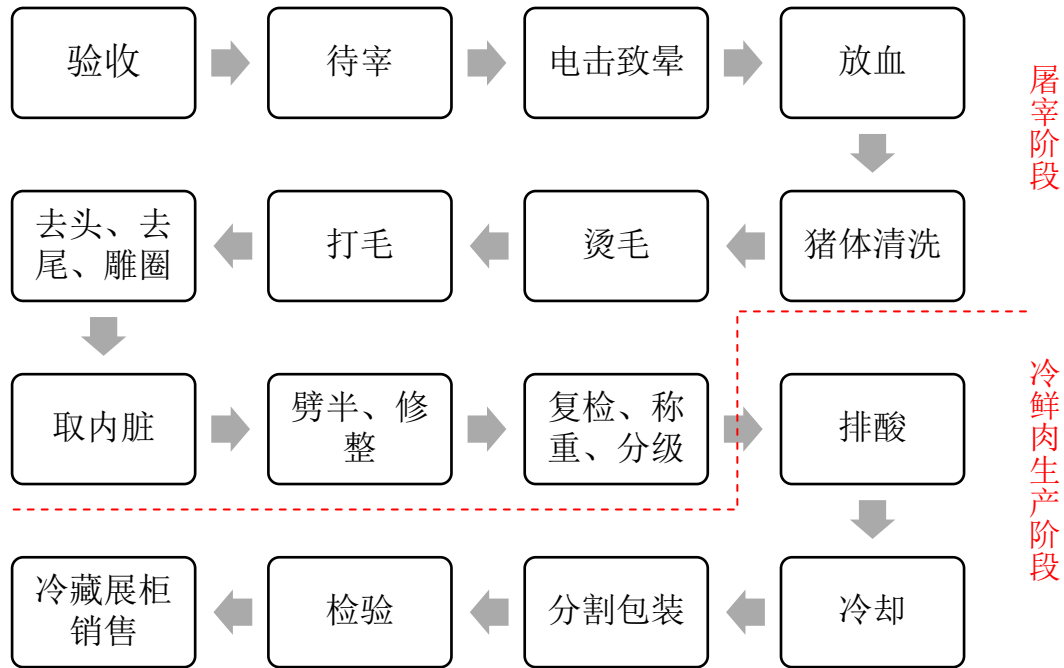 验收
待宰
电击致晕
放血
屠宰阶段
去头、去
尾、雕圈
打毛
烫毛
猪体清洗
取内脏
劈半、修
整
复检、称
重、分级
排酸
冷鲜肉生产阶段
冷藏展柜
销售
检验
分割包装
冷却